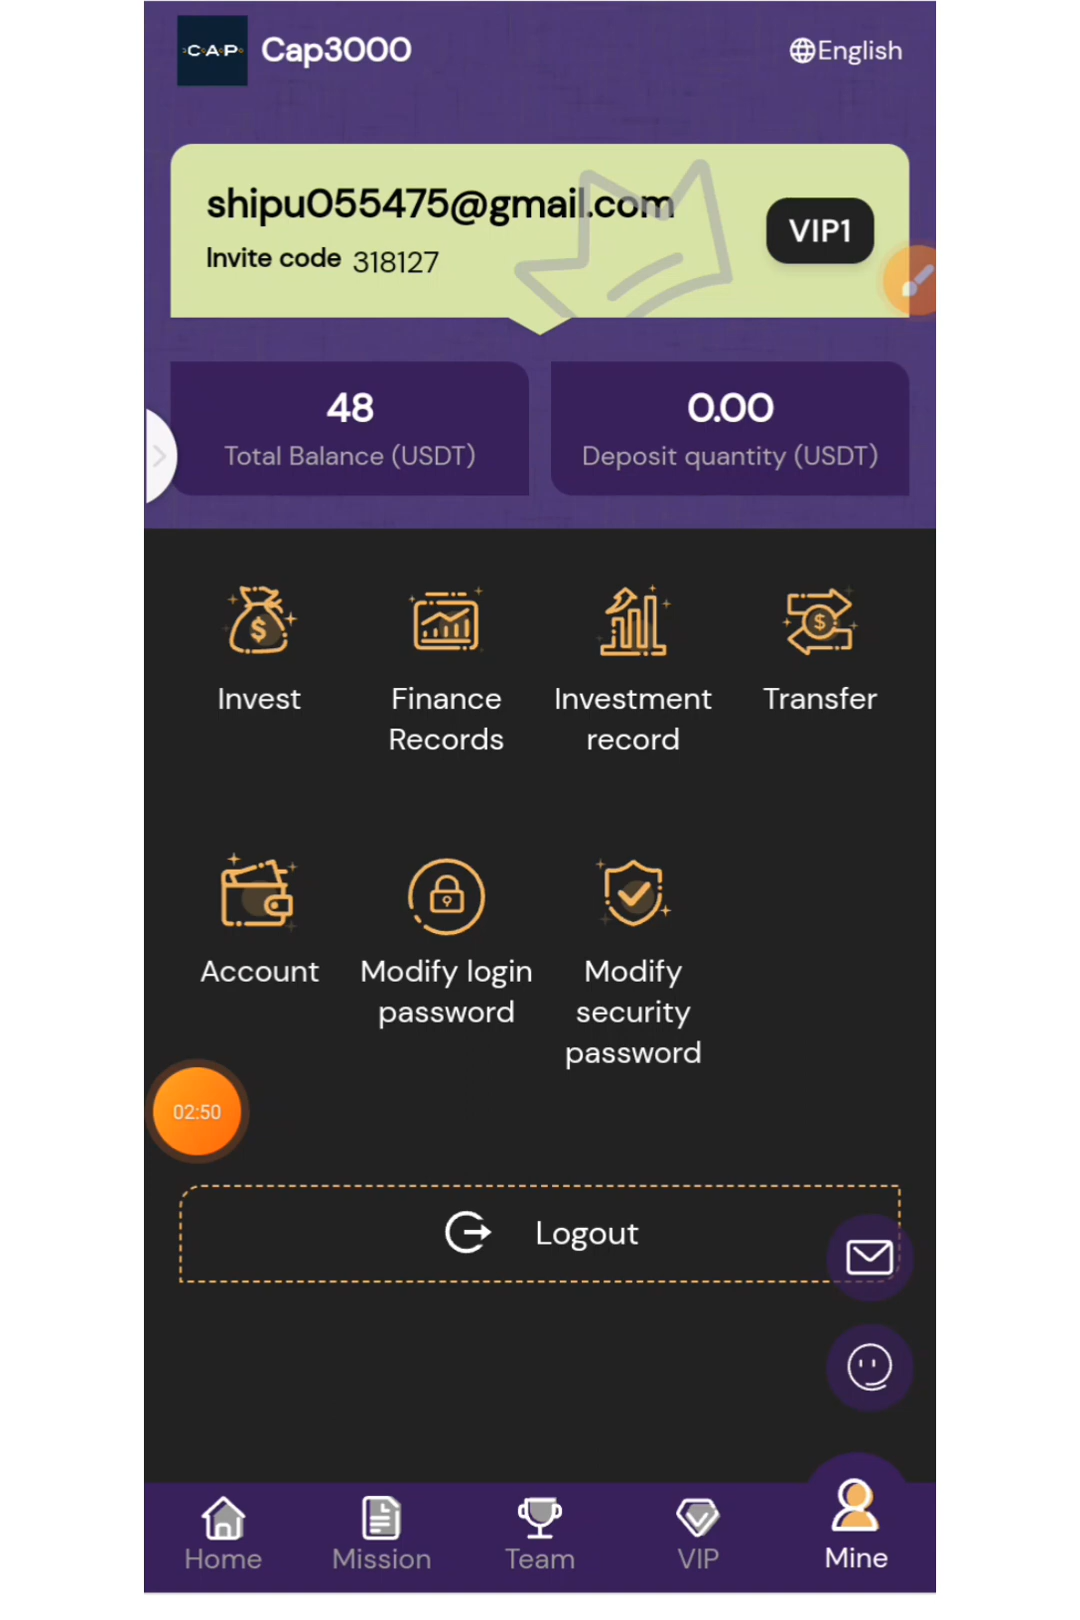 CAP
Cap3000
English
shipu055475@gmail.com
Invite code 318127
VIP1
48
Total Balance (USDT)
0.00
Deposit quantity (USDT)
Invest
Finance
Records
Investment
record
Transfer
Account
Modify login
password
Modify
security
password
02:50
Logout
Home
Mission
Team
VIP
Mine